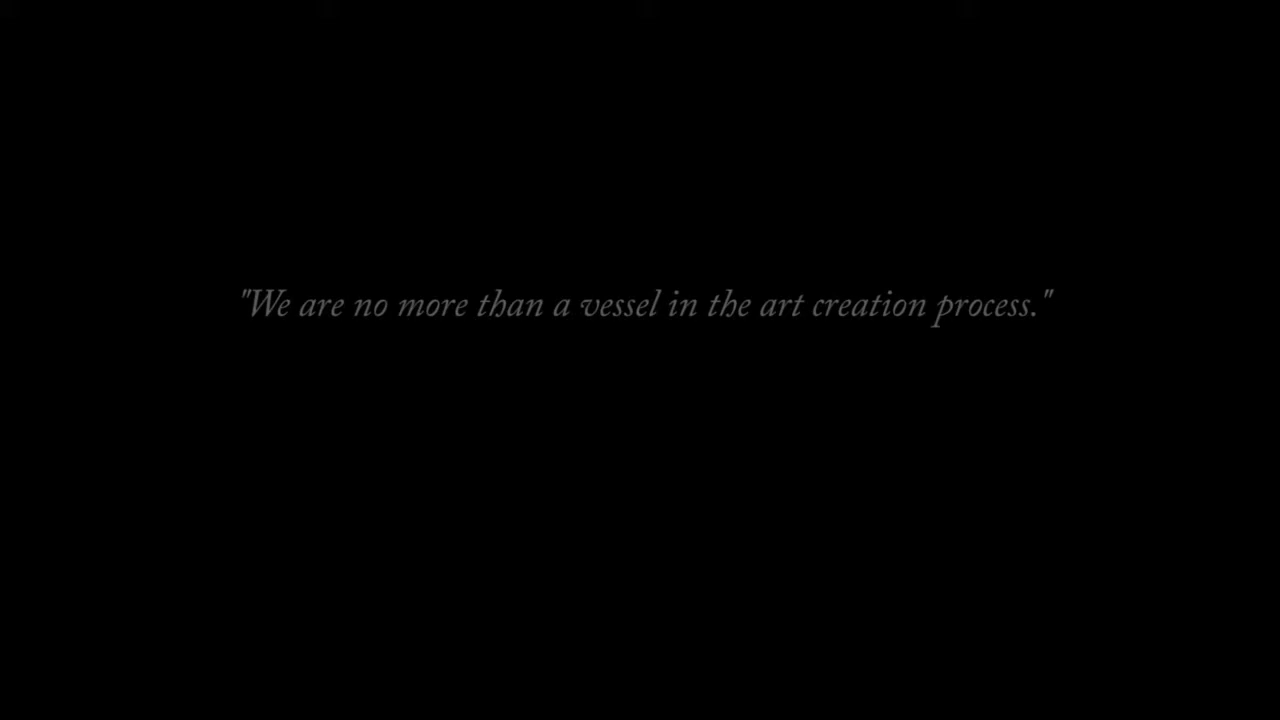 "We are no more than a vessel in the art creation process."